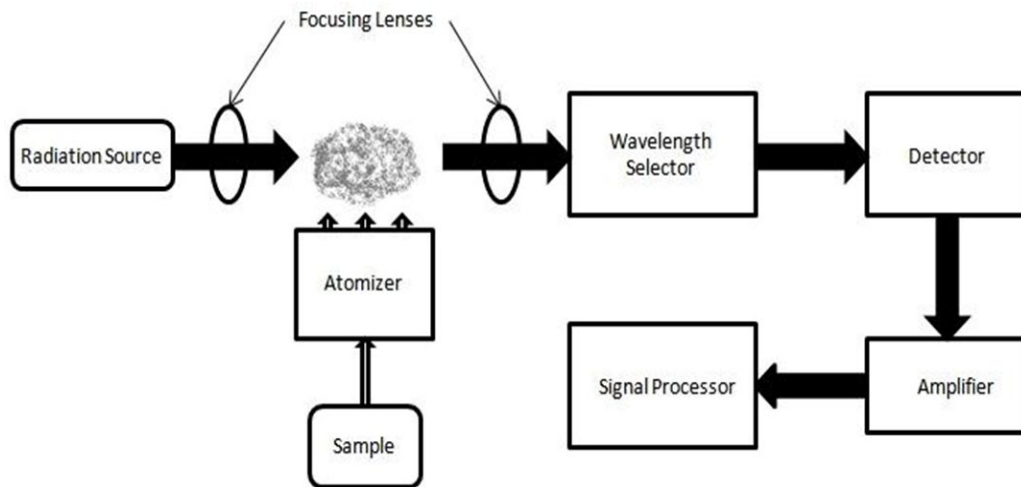 Focusing Lenses
Radiation Source
Wavelength
Selector
Detector
Atomizer
Signal Processor
Amplifier
Sample